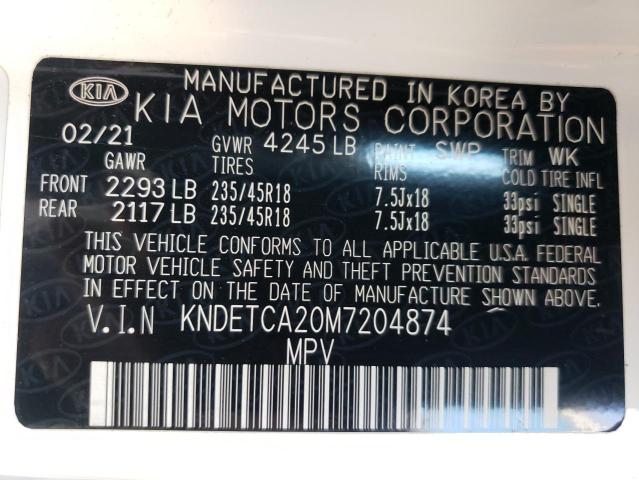 KIA
MANUFACTURED IN KOREA BY
KIA MOTORS CORPORATION
02/21 GVWR 4245 LB PAINT SWP TRIM WK
GAWR TIRES RIMS COLD TIRE INFL
FRONT 2293 LB 235/45R18 7.5Jx18 33psi SINGLE
REAR 2117 LB 235/45R18 7.5Jx18 33psi SINGLE
THIS VEHICLE CONFORMS TO ALL APPLICABLE U.S.A. FEDERAL
MOTOR VEHICLE SAFETY AND THEFT PREVENTION STANDARDS
IN EFFECT ON THE DATE OF MANUFACTURE SHOWN ABOVE.
V.I.N KNDETCA20M7204874
MPV